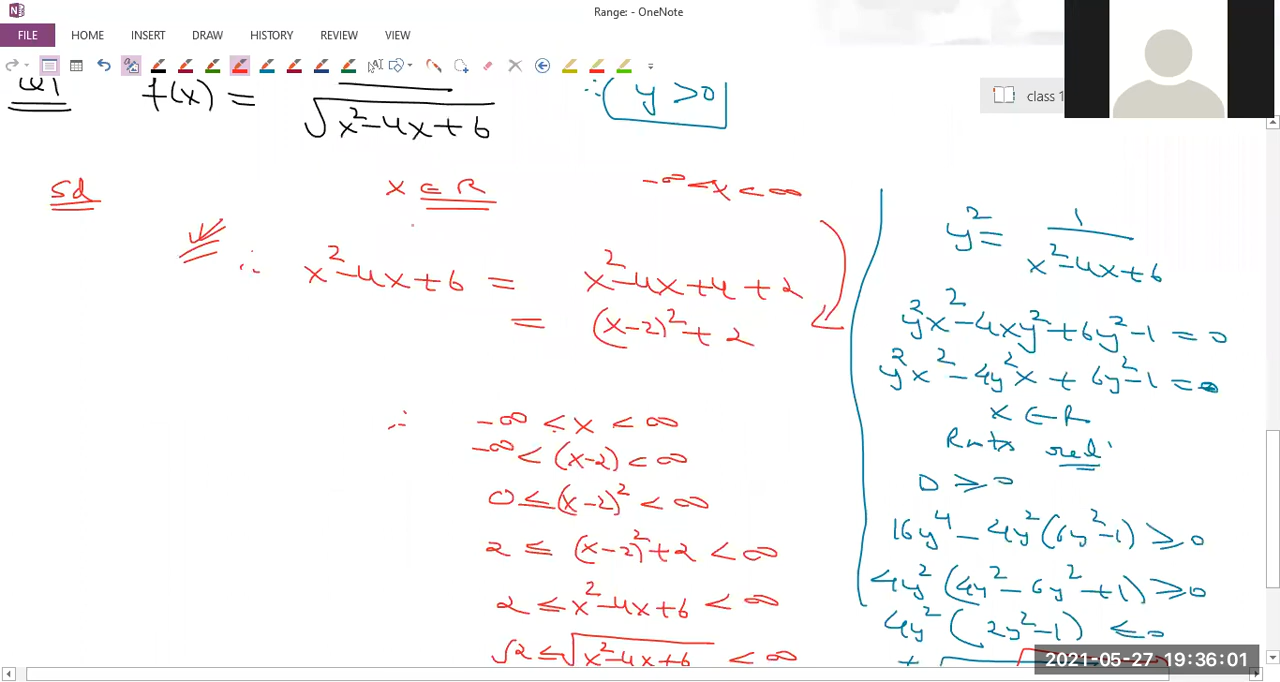 Range: - OneNote
FILE HOME INSERT DRAW HISTORY REVIEW VIEW
class 1
f(x) =
√x²-4x+6
∴ y >0
Sd
x ∈ R
-∞ < x < ∞
∴ x²-4x+6 = x²-4x+4+2
= (x-2)²+2
∴ -∞ < x < ∞
-∞ < (x-2) < ∞
0 ≤ (x-2)² < ∞
2 ≤ (x-2)²+2 < ∞
2 ≤ x²-4x+6 < ∞
√2 ≤ √x²-4x+6 < ∞
y² = 1
x²-4x+6
y²x²-4xy²+6y²-1 = 0
y²x²-4y²x + 6y²-1 = 0
x ∈ R
Roots real
D ≥ 0
16y⁴ - 4y²(6y²-1) ≥ 0
4y²(4y²-6y²+1) ≥ 0
4y²(2y²-1) ≤ 0
+
2021-05-27 19:36:01